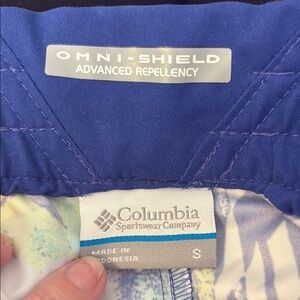 OMNI-SHIELD
ADVANCED REPELLENCY
Columbia
Sportswear Company
MADE IN
INDONESIA
S